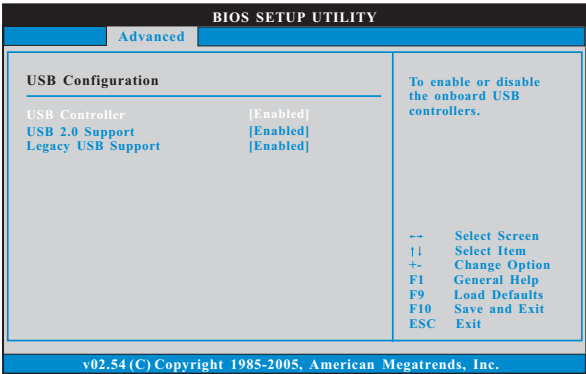 BIOS SETUP UTILITY
Advanced
USB Configuration
USB Controller [Enabled]
USB 2.0 Support [Enabled]
Legacy USB Support [Enabled]
To enable or disable
the onboard USB
controllers.
←→ Select Screen
↑↓ Select Item
+- Change Option
F1 General Help
F9 Load Defaults
F10 Save and Exit
ESC Exit
v02.54 (C) Copyright 1985-2005, American Megatrends, Inc.